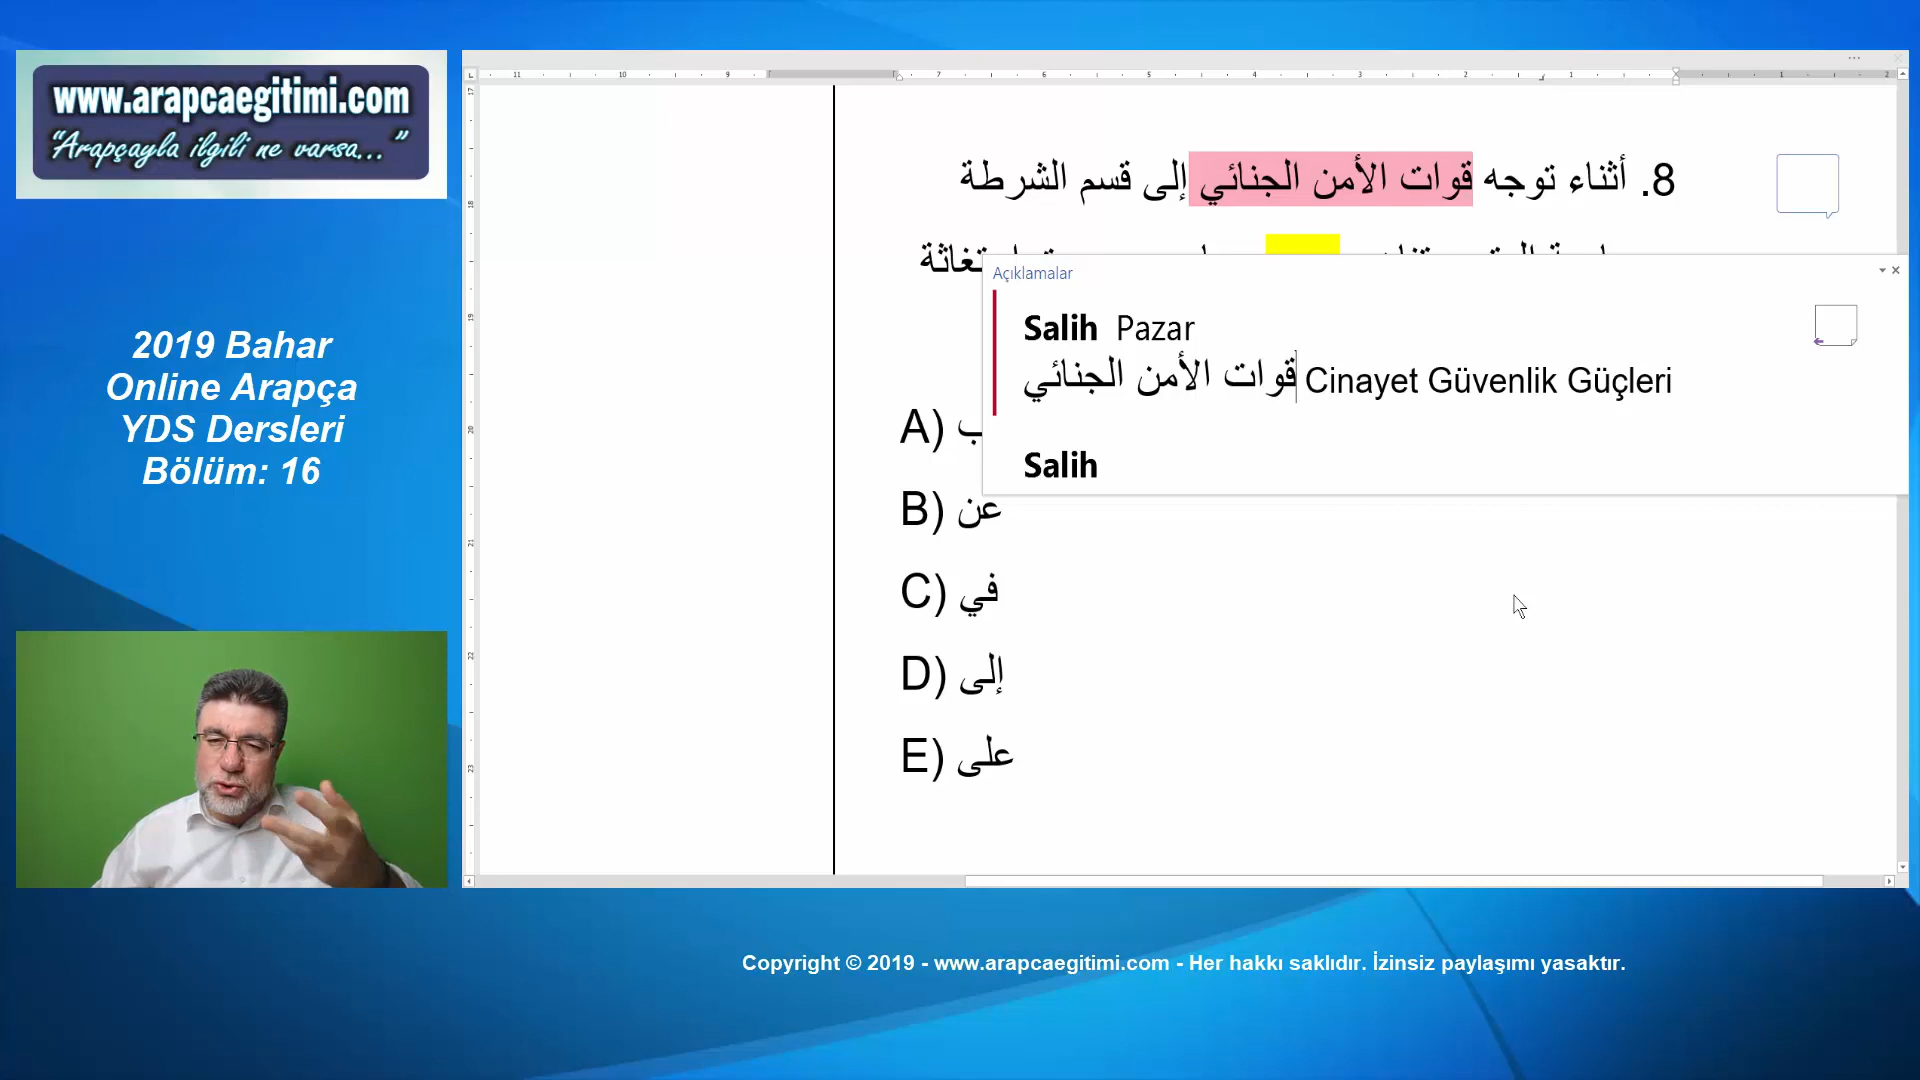 www.arapcaegitimi.com
"Arapçayla ilgili ne varsa..."
2019 Bahar
Online Arapça
YDS Dersleri
Bölüm: 16
8. أثناء توجه قوات الأمن الجنائي إلى قسم الشرطة
Açıklamalar
Salih Pazar
قوات الأمن الجنائي Cinayet Güvenlik Güçleri
Salih
A) ب
B) عن
C) في
D) إلى
E) على
Copyright © 2019 - www.arapcaegitimi.com - Her hakkı saklıdır. İzinsiz paylaşımı yasaktır.